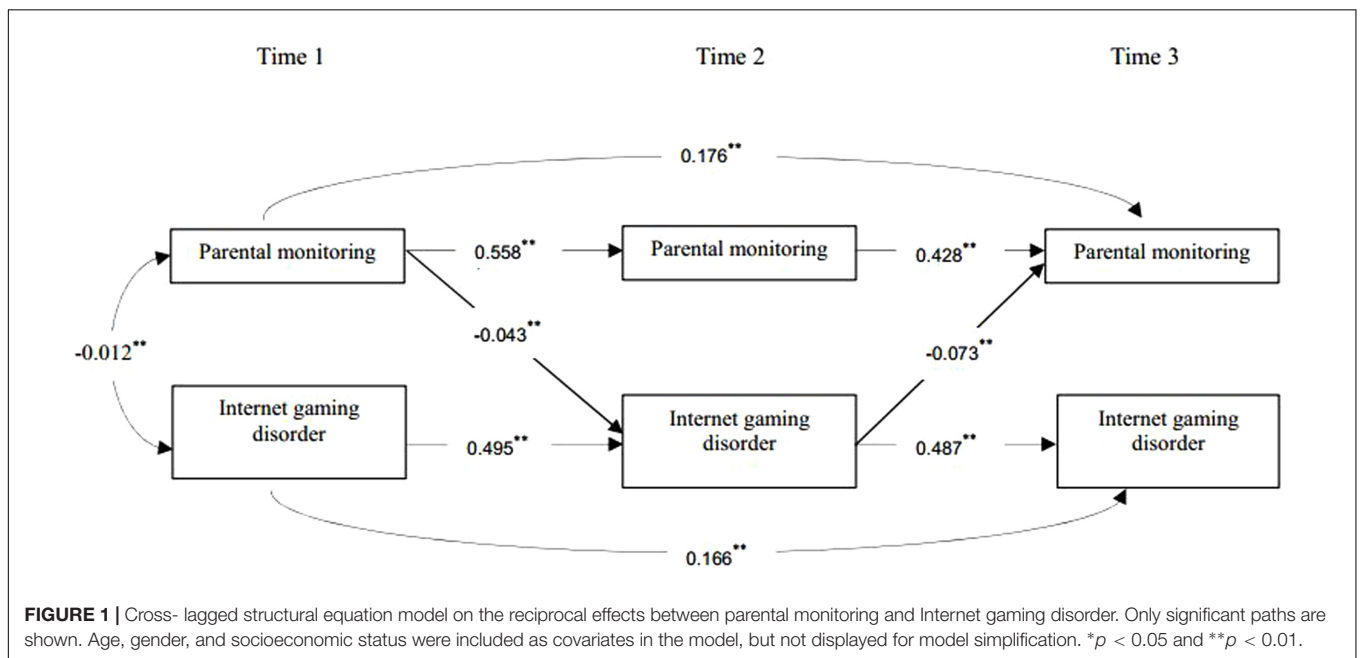 Time 1 Time 2 Time 3
0.176**
Parental monitoring 0.558** Parental monitoring 0.428** Parental monitoring
-0.012** -0.043** -0.073**
Internet gaming
disorder 0.495** Internet gaming
disorder 0.487** Internet gaming
disorder
0.166**
FIGURE 1 | Cross- lagged structural equation model on the reciprocal effects between parental monitoring and Internet gaming disorder. Only significant paths are
shown. Age, gender, and socioeconomic status were included as covariates in the model, but not displayed for model simplification. *p < 0.05 and **p < 0.01.